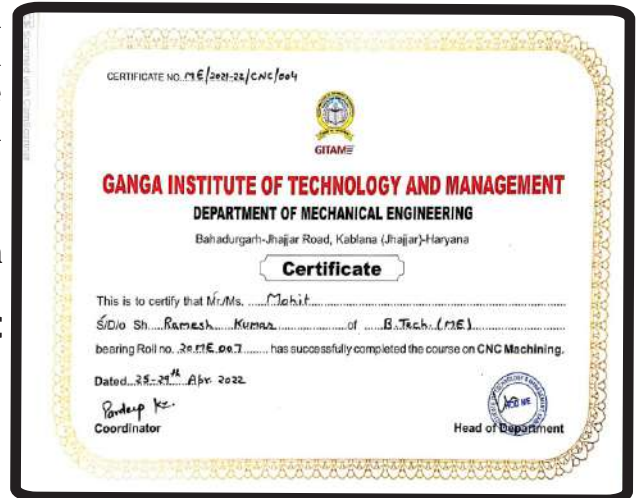 CERTIFICATE NO. ME/2021-22/CNC/004
GITAM
GANGA INSTITUTE OF TECHNOLOGY AND MANAGEMENT
DEPARTMENT OF MECHANICAL ENGINEERING
Bahadurgarh-Jhajjar Road, Kablana (Jhajjar)-Haryana
Certificate
This is to certify that Mr./Ms. Mohit
S/D/o Sh. Ramesh Kumar of B.Tech. (ME)
bearing Roll no. 20ME007 has successfully completed the course on CNC Machining.
Dated 25-29th Apr. 2022
Pardeep Kr.
Coordinator
Head of Department